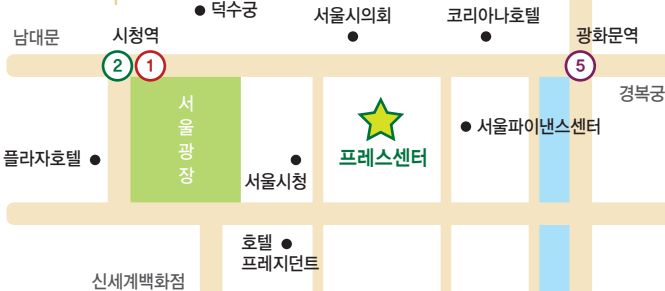 덕수궁
서울시의회
코리아나호텔
남대문
시청역
광화문역
2
1
5
경복궁
서
울
광
장
서울파이낸스센터
플라자호텔
프레스센터
서울시청
호텔
프레지던트
신세계백화점